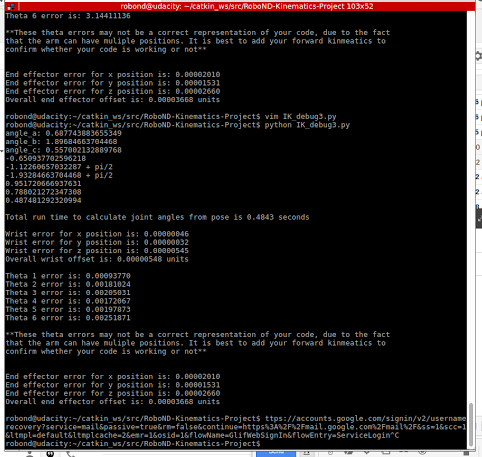 robond@udacity: ~/catkin_ws/src/RoboND-Kinematics-Project 103x52
Theta 6 error is: 3.14411136
**These theta errors may not be a correct representation of your code, due to the fact
that the arm can have muliple positions. It is best to add your forward kinmeatics to
confirm whether your code is working or not**
End effector error for x position is: 0.00002010
End effector error for y position is: 0.00001531
End effector error for z position is: 0.00002660
Overall end effector offset is: 0.00003668 units
robond@udacity:~/catkin_ws/src/RoboND-Kinematics-Project$ vim IK_debug3.py
robond@udacity:~/catkin_ws/src/RoboND-Kinematics-Project$ python IK_debug3.py
angle_a: 0.687743883655349
angle_b: 1.89684663704468
angle_c: 0.557002132889768
-0.650937702596218
-1.12260657032287 + pi/2
-1.93284663704468 + pi/2
0.951720666937631
0.788021272347308
0.487481292320994
Total run time to calculate joint angles from pose is 0.4843 seconds
Wrist error for x position is: 0.00000046
Wrist error for y position is: 0.00000032
Wrist error for z position is: 0.00000545
Overall wrist offset is: 0.00000548 units
Theta 1 error is: 0.00093770
Theta 2 error is: 0.00181024
Theta 3 error is: 0.00205031
Theta 4 error is: 0.00172067
Theta 5 error is: 0.00197873
Theta 6 error is: 0.00251871
**These theta errors may not be a correct representation of your code, due to the fact
that the arm can have muliple positions. It is best to add your forward kinmeatics to
confirm whether your code is working or not**
End effector error for x position is: 0.00002010
End effector error for y position is: 0.00001531
End effector error for z position is: 0.00002660
Overall end effector offset is: 0.00003668 units
robond@udacity:~/catkin_ws/src/RoboND-Kinematics-Project$ ttps://accounts.google.com/signin/v2/username
recovery?service=mail&passive=true&rm=false&continue=https%3A%2F%2Fmail.google.com%2Fmail%2F&ss=1&scc=1
&ltmpl=default&ltmplcache=2&emr=1&osid=1&flowName=GlifWebSignIn&flowEntry=ServiceLogin^C
robond@udacity:~/catkin_ws/src/RoboND-Kinematics-Project$